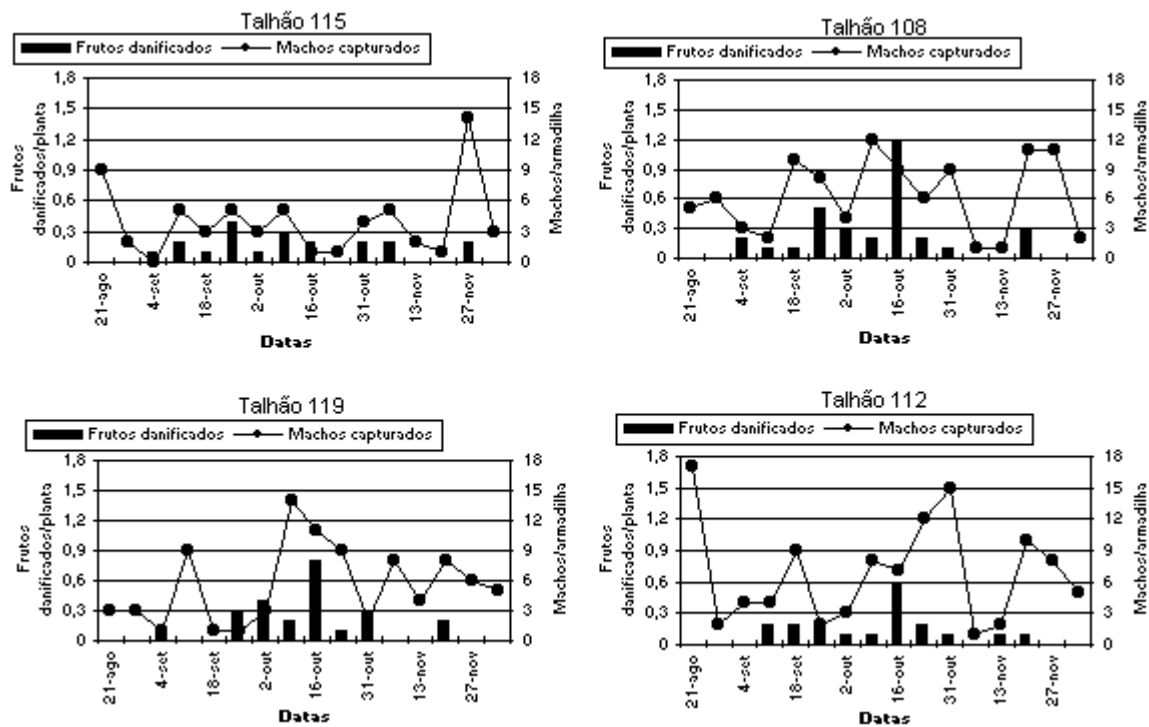 Talhão 115
Frutos danificados Machos capturados
Frutos
danificados/planta
1,8
1,5
1,2
0,9
0,6
0,3
0
18
15
12
9
6
3
0
Machos/armadilha
21-ago
4-set
18-set
2-out
16-out
31-out
13-nov
27-nov
Datas
Talhão 108
Frutos danificados Machos capturados
Frutos
danificados/planta
1,8
1,5
1,2
0,9
0,6
0,3
0
18
15
12
9
6
3
0
Machos/armadilha
21-ago
4-set
18-set
2-out
16-out
31-out
13-nov
27-nov
Datas
Talhão 119
Frutos danificados Machos capturados
Frutos
danificados/planta
1,8
1,5
1,2
0,9
0,6
0,3
0
18
15
12
9
6
3
0
Machos/armadilha
21-ago
4-set
18-set
2-out
16-out
31-out
13-nov
27-nov
Datas
Talhão 112
Frutos danificados Machos capturados
Frutos
danificados/planta
1,8
1,5
1,2
0,9
0,6
0,3
0
18
15
12
9
6
3
0
Machos/armadilha
21-ago
4-set
18-set
2-out
16-out
31-out
13-nov
27-nov
Datas